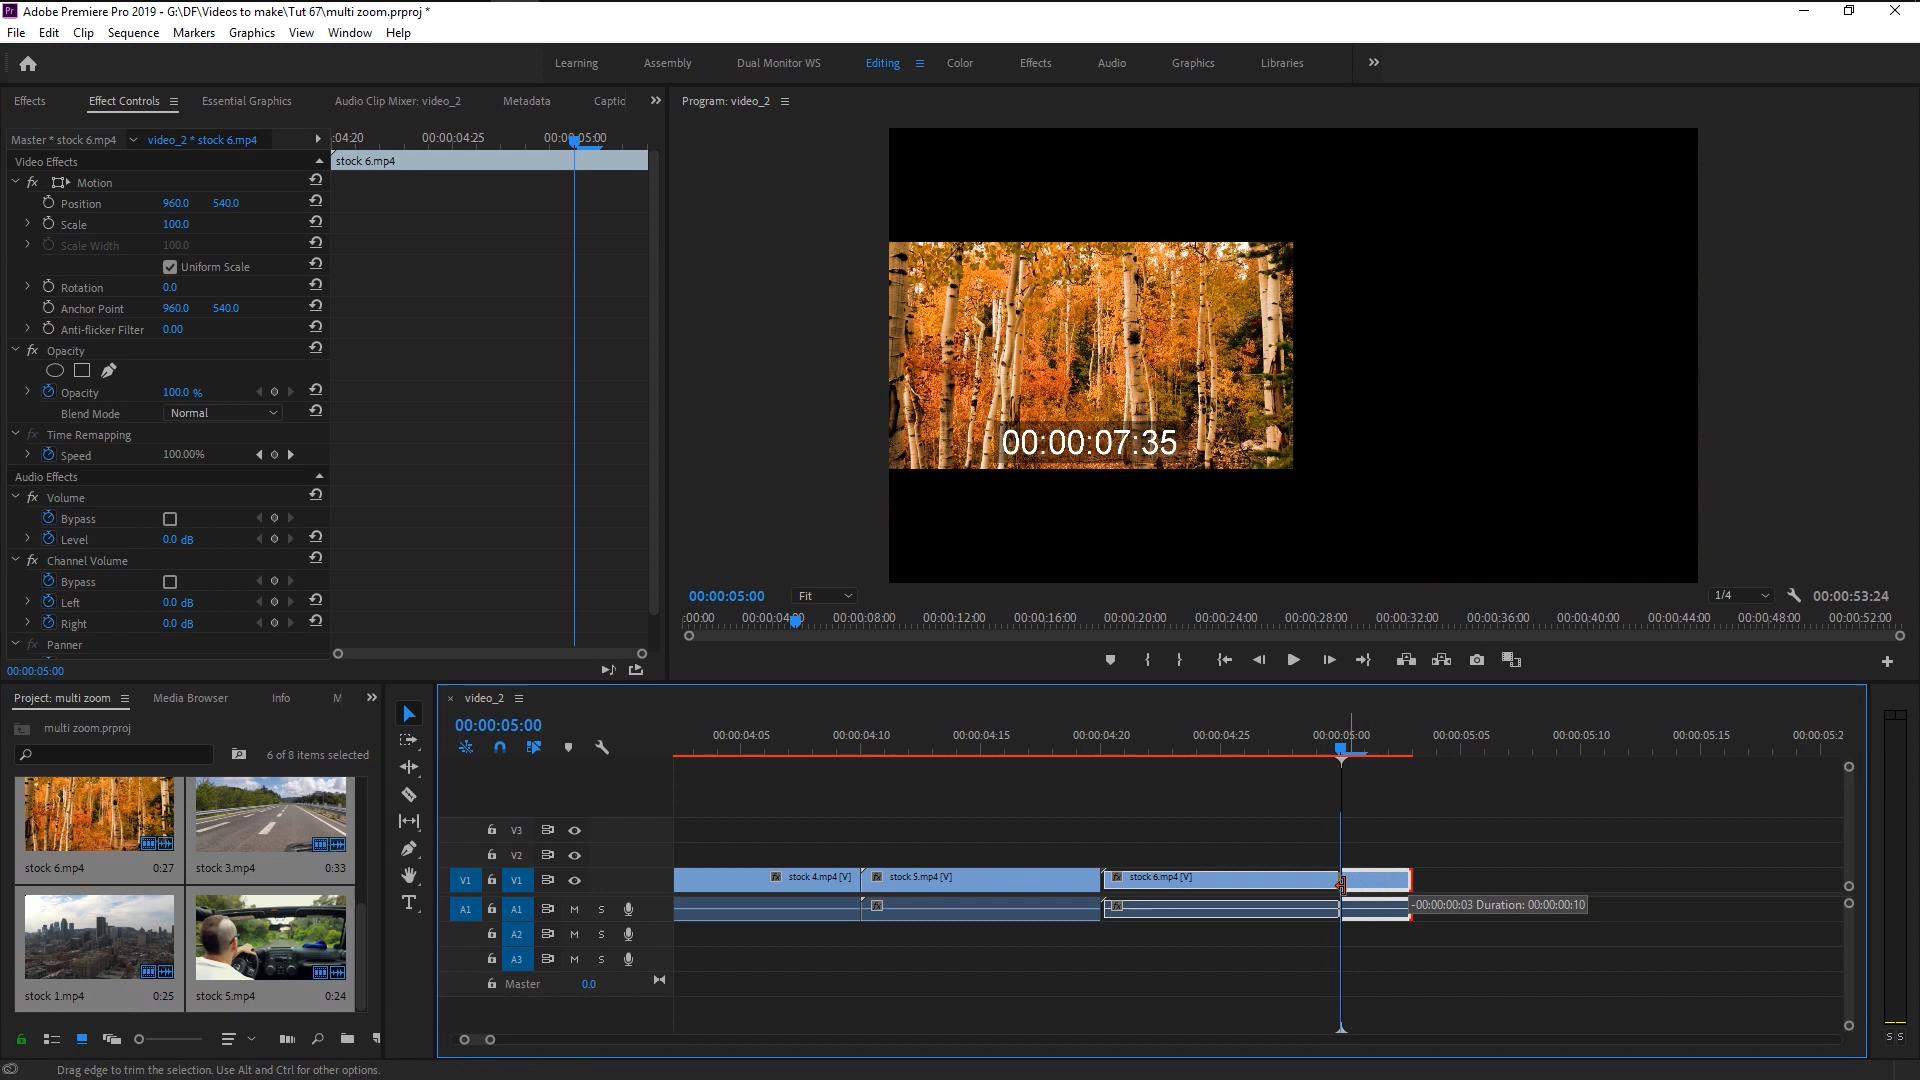 Adobe Premiere Pro 2019 - G:\DF\Videos to make\Tut 67\multi zoom.prproj *
File Edit Clip Sequence Markers Graphics View Window Help
Learning Assembly Dual Monitor WS Editing Color Effects Audio Graphics Libraries
Effects Effect Controls Essential Graphics Audio Clip Mixer: video_2 Metadata Captio
Program: video_2
Master * stock 6.mp4 video_2 * stock 6.mp4
:04:20 00:00:04:25 00:00:05:00
Video Effects
stock 6.mp4
fx Motion
Position 960.0 540.0
Scale 100.0
Scale Width 100.0
Uniform Scale
Rotation 0.0
Anchor Point 960.0 540.0
Anti-flicker Filter 0.00
fx Opacity
Opacity 100.0 %
Blend Mode Normal
fx Time Remapping
Speed 100.00%
Audio Effects
fx Volume
Bypass
Level 0.0 dB
fx Channel Volume
Bypass
Left 0.0 dB
Right 0.0 dB
Panner
00:00:05:00
00:00:07:35
00:00:05:00 Fit 1/4 00:00:53:24
:00:00 00:00:04:00 00:00:08:00 00:00:12:00 00:00:16:00 00:00:20:00 00:00:24:00 00:00:28:00 00:00:32:00 00:00:36:00 00:00:40:00 00:00:44:00 00:00:48:00 00:00:52:00
Project: multi zoom Media Browser Info M
multi zoom.prproj
6 of 8 items selected
stock 6.mp4 0:27
stock 3.mp4 0:33
stock 1.mp4 0:25
stock 5.mp4 0:24
video_2
00:00:05:00
00:00:04:05 00:00:04:10 00:00:04:15 00:00:04:20 00:00:04:25 00:00:05:00 00:00:05:05 00:00:05:10 00:00:05:15 00:00:05:2
V3
V2
V1 V1
fx stock 4.mp4 [V] fx stock 5.mp4 [V] fx stock 6.mp4 [V]
A1 A1 M S
fx fx
-00:00:00:03 Duration: 00:00:00:10
A2 M S
A3 M S
Master 0.0
S S
Drag edge to trim the selection. Use Alt and Ctrl for other options.